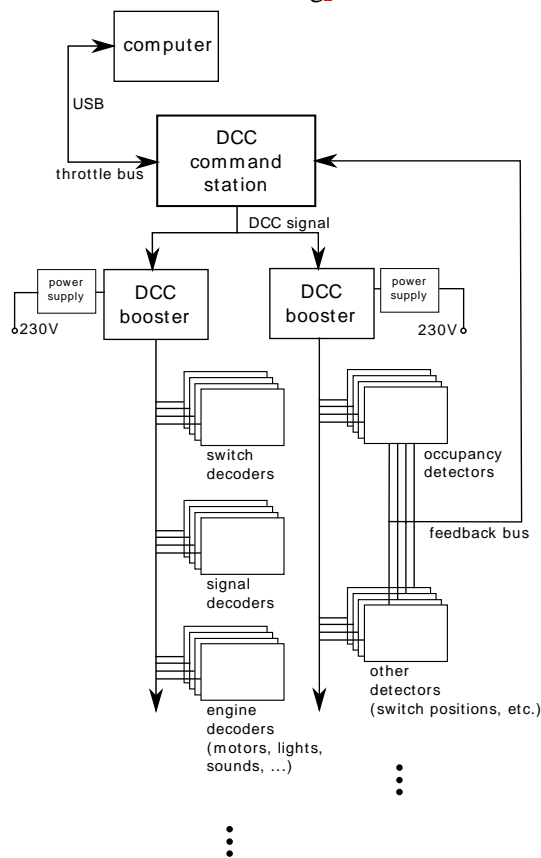 computer
USB
throttle bus
DCC
command
station
DCC signal
power
supply
230V
DCC
booster
DCC
booster
power
supply
230V
switch
decoders
occupancy
detectors
feedback bus
signal
decoders
engine
decoders
(motors, lights,
sounds, ...)
other
detectors
(switch positions, etc.)